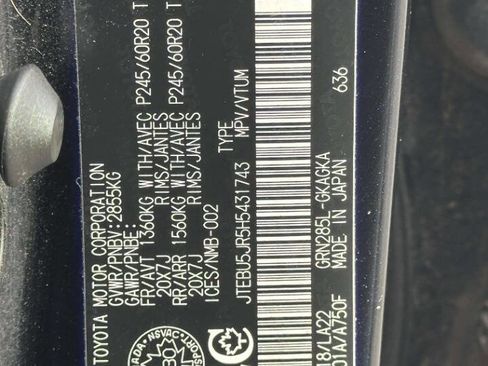 TOYOTA MOTOR CORPORATION
GVWR/PNBV: 2855KG
GAWR/PNBE:
FR/AVT 1360KG WITH/AVEC P245/60R20 T
20X7J RIMS/JANTES
RR/ARR 1560KG WITH/AVEC P245/60R20 T
20X7J RIMS/JANTES
ICES/NMB-002
TYPE
JTEBU5JR5H5431743 MPV/VTUM
NSVAC
GRN285L-GKAGKA
MADE IN JAPAN 636
18/LA22
01A/A750F